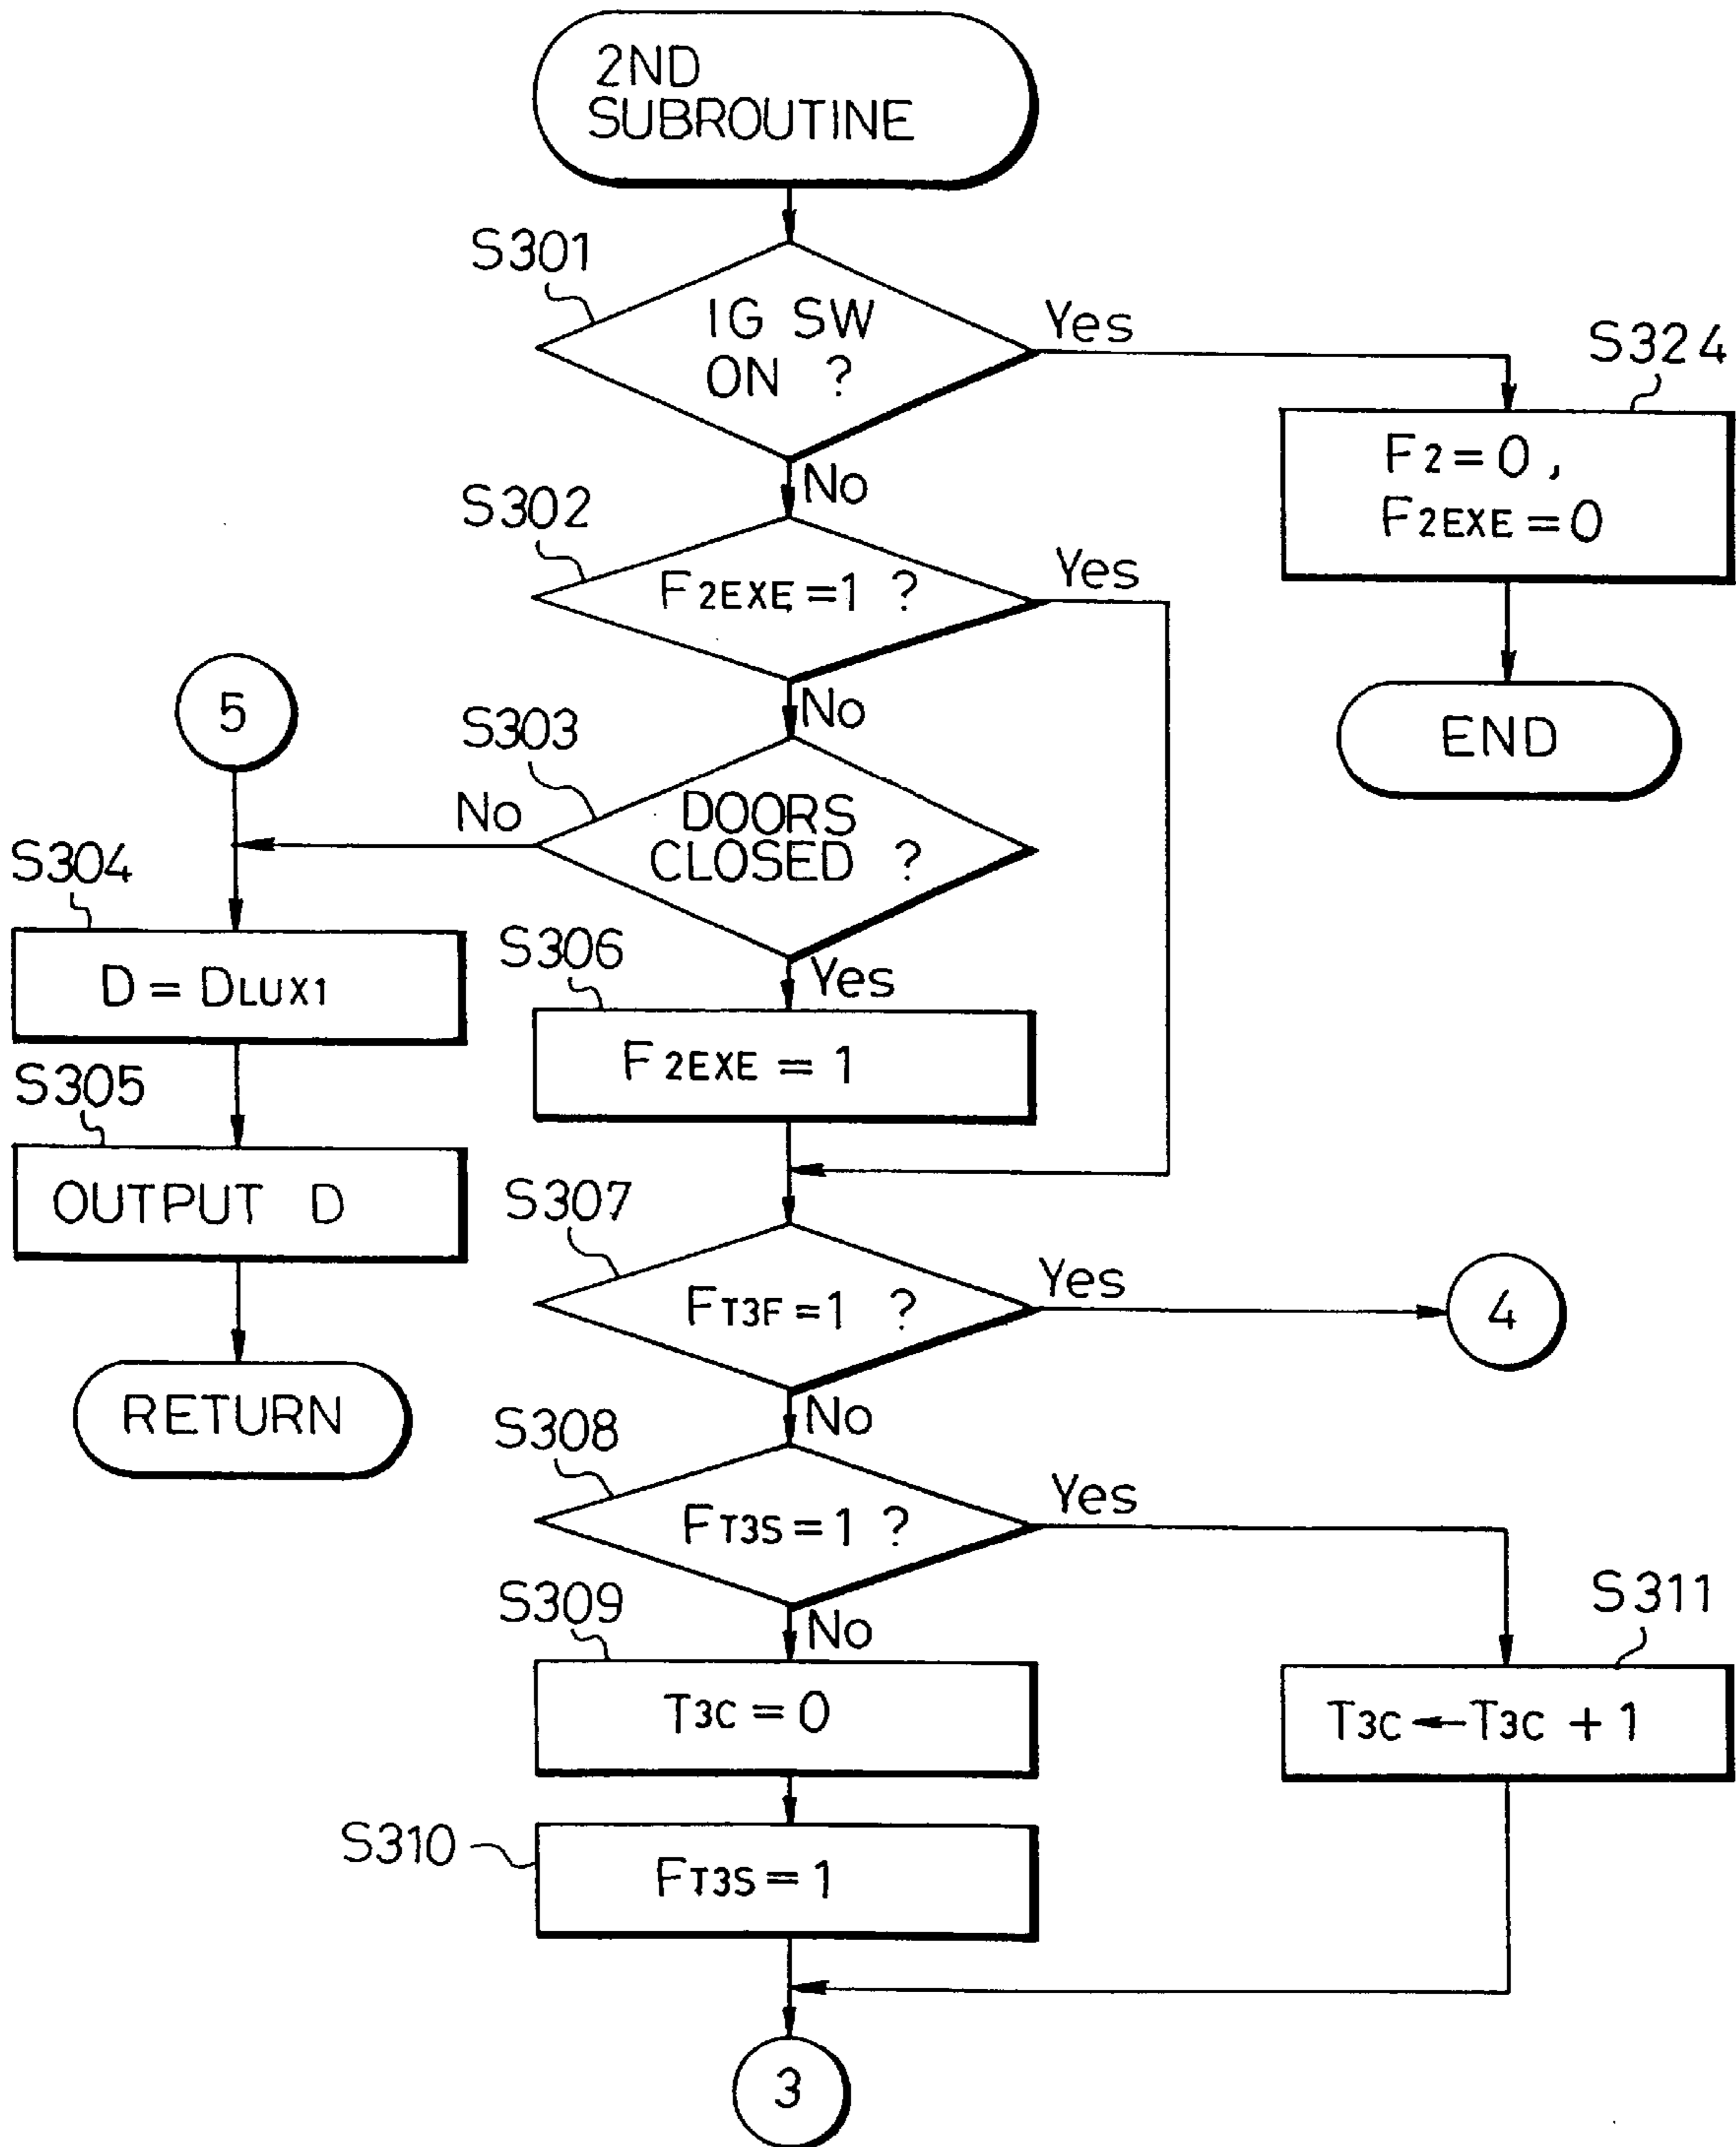 2ND
SUBROUTINE
S301
IG SW
ON ?
Yes
S324
F2=0,
F2EXE=0
END
No
S302
F2EXE=1 ?
Yes
No
5
S303
DOORS
CLOSED ?
No
S304
D=DLUX1
S305
OUTPUT D
RETURN
Yes
S306
F2EXE=1
S307
FT3F=1 ?
Yes
4
No
S308
FT3S=1 ?
Yes
S311
T3C←T3C+1
No
S309
T3C=0
S310
FT3S=1
3